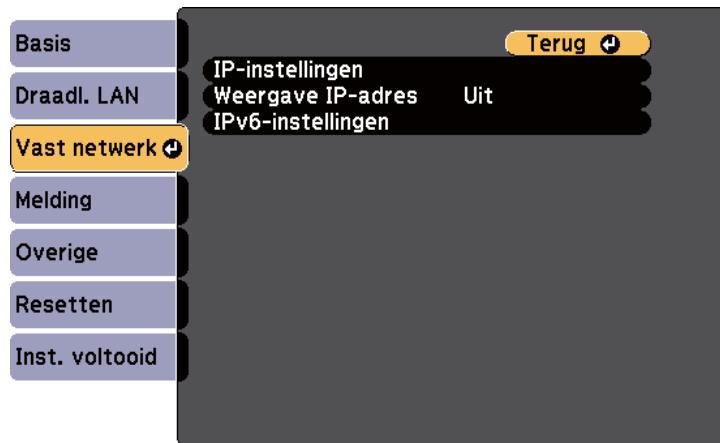 Basis
Draadl. LAN
Vast netwerk
Melding
Overige
Resetten
Inst. voltooid
Terug
IP-instellingen
Weergave IP-adres Uit
IPv6-instellingen